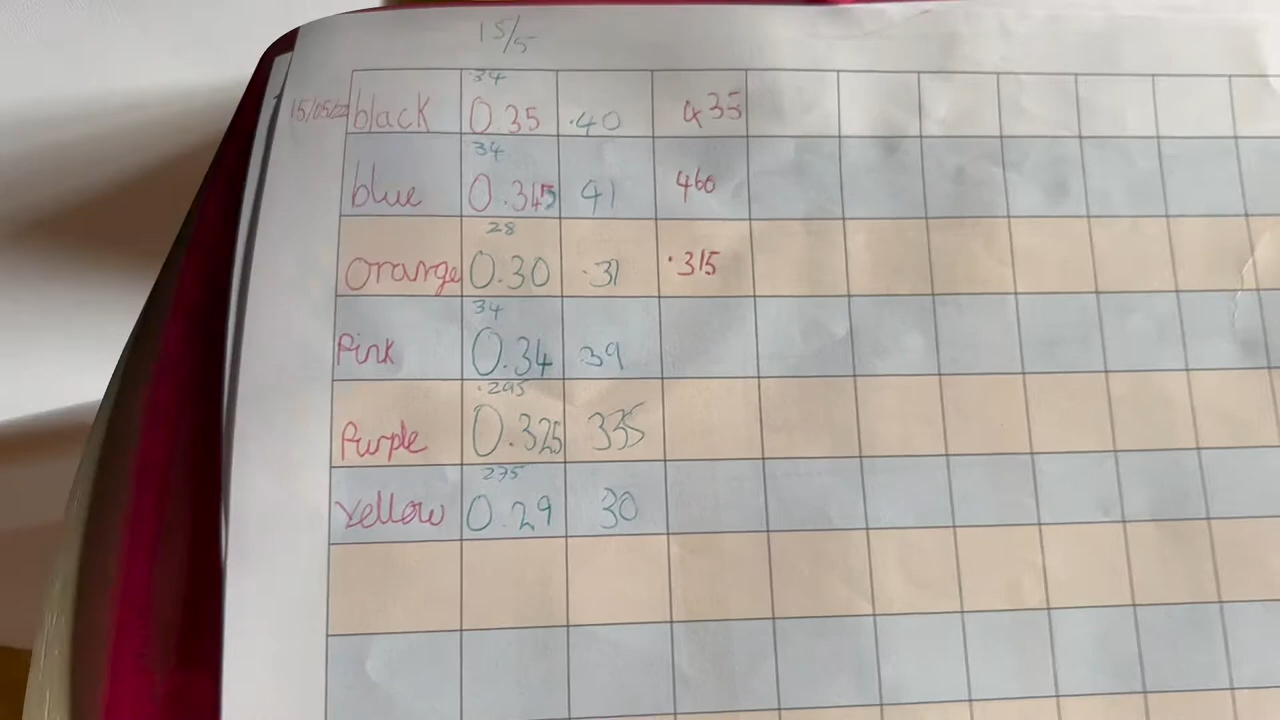 15/5
34
15/05/22 black 0.35 .40 435
34
blue 0.345 41 460
28
Orange 0.30 .31 .315
34
Pink 0.34 39
.295
Purple 0.325 335
275
Yellow 0.29 30